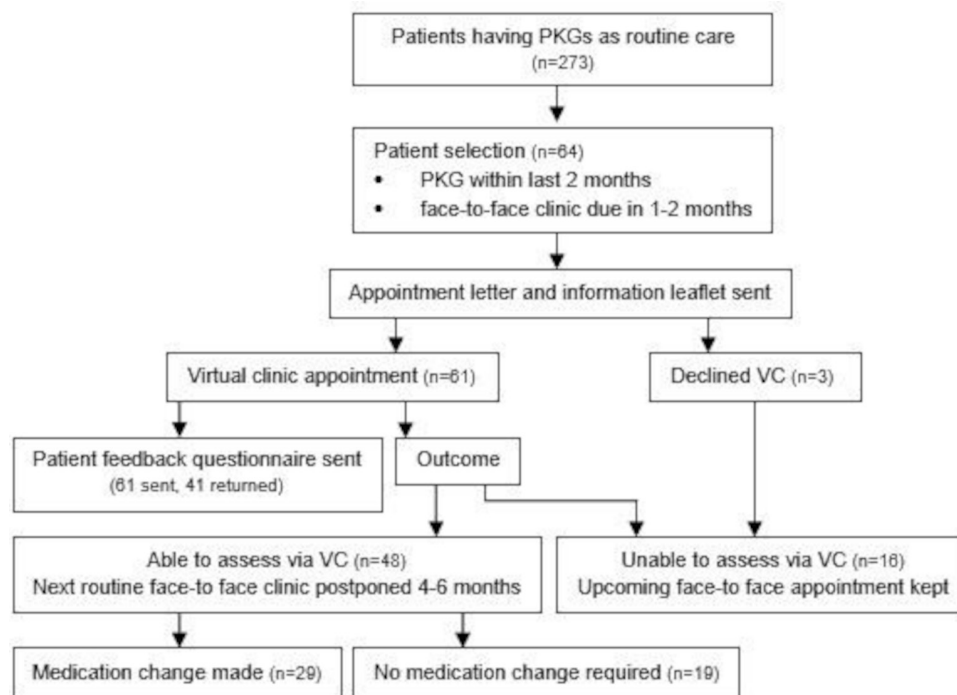 Patients having PKGs as routine care
(n=273)
Patient selection (n=64)
• PKG within last 2 months
• face-to-face clinic due in 1-2 months
Appointment letter and information leaflet sent
Virtual clinic appointment (n=61)
Declined VC (n=3)
Patient feedback questionnaire sent
(61 sent, 41 returned)
Outcome
Able to assess via VC (n=48)
Next routine face-to face clinic postponed 4-6 months
Unable to assess via VC (n=16)
Upcoming face-to face appointment kept
Medication change made (n=29)
No medication change required (n=19)